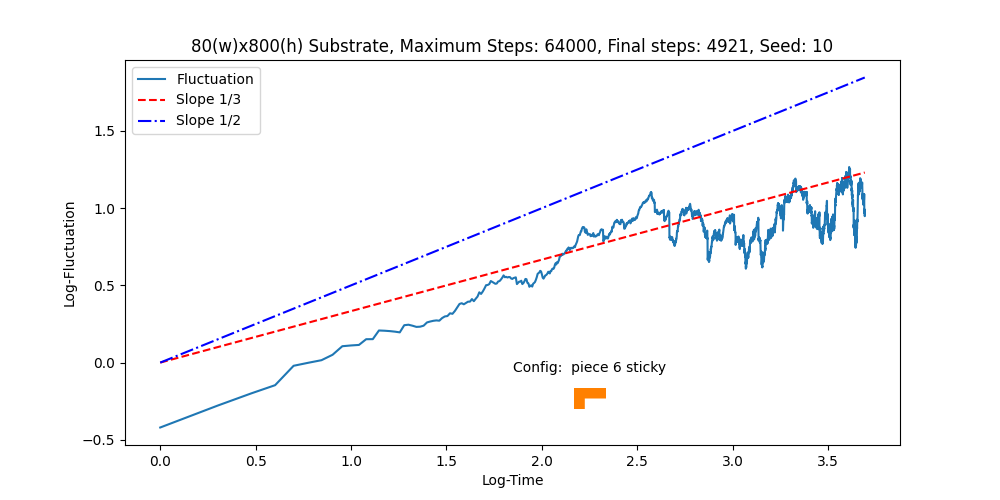 80(w)x800(h) Substrate, Maximum Steps: 64000, Final steps: 4921, Seed: 10
Fluctuation
Slope 1/3
Slope 1/2
1.5
1.0
0.5
0.0
−0.5
Log-Fluctuation
Config:  piece 6 sticky
0.0 0.5 1.0 1.5 2.0 2.5 3.0 3.5
Log-Time